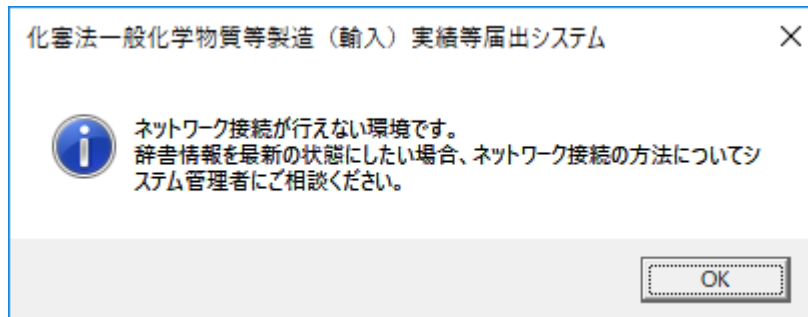 化審法一般化学物質等製造（輸入）実績等届出システム
ネットワーク接続が行えない環境です。
辞書情報を最新の状態にしたい場合、ネットワーク接続の方法についてシ
ステム管理者にご相談ください。
OK